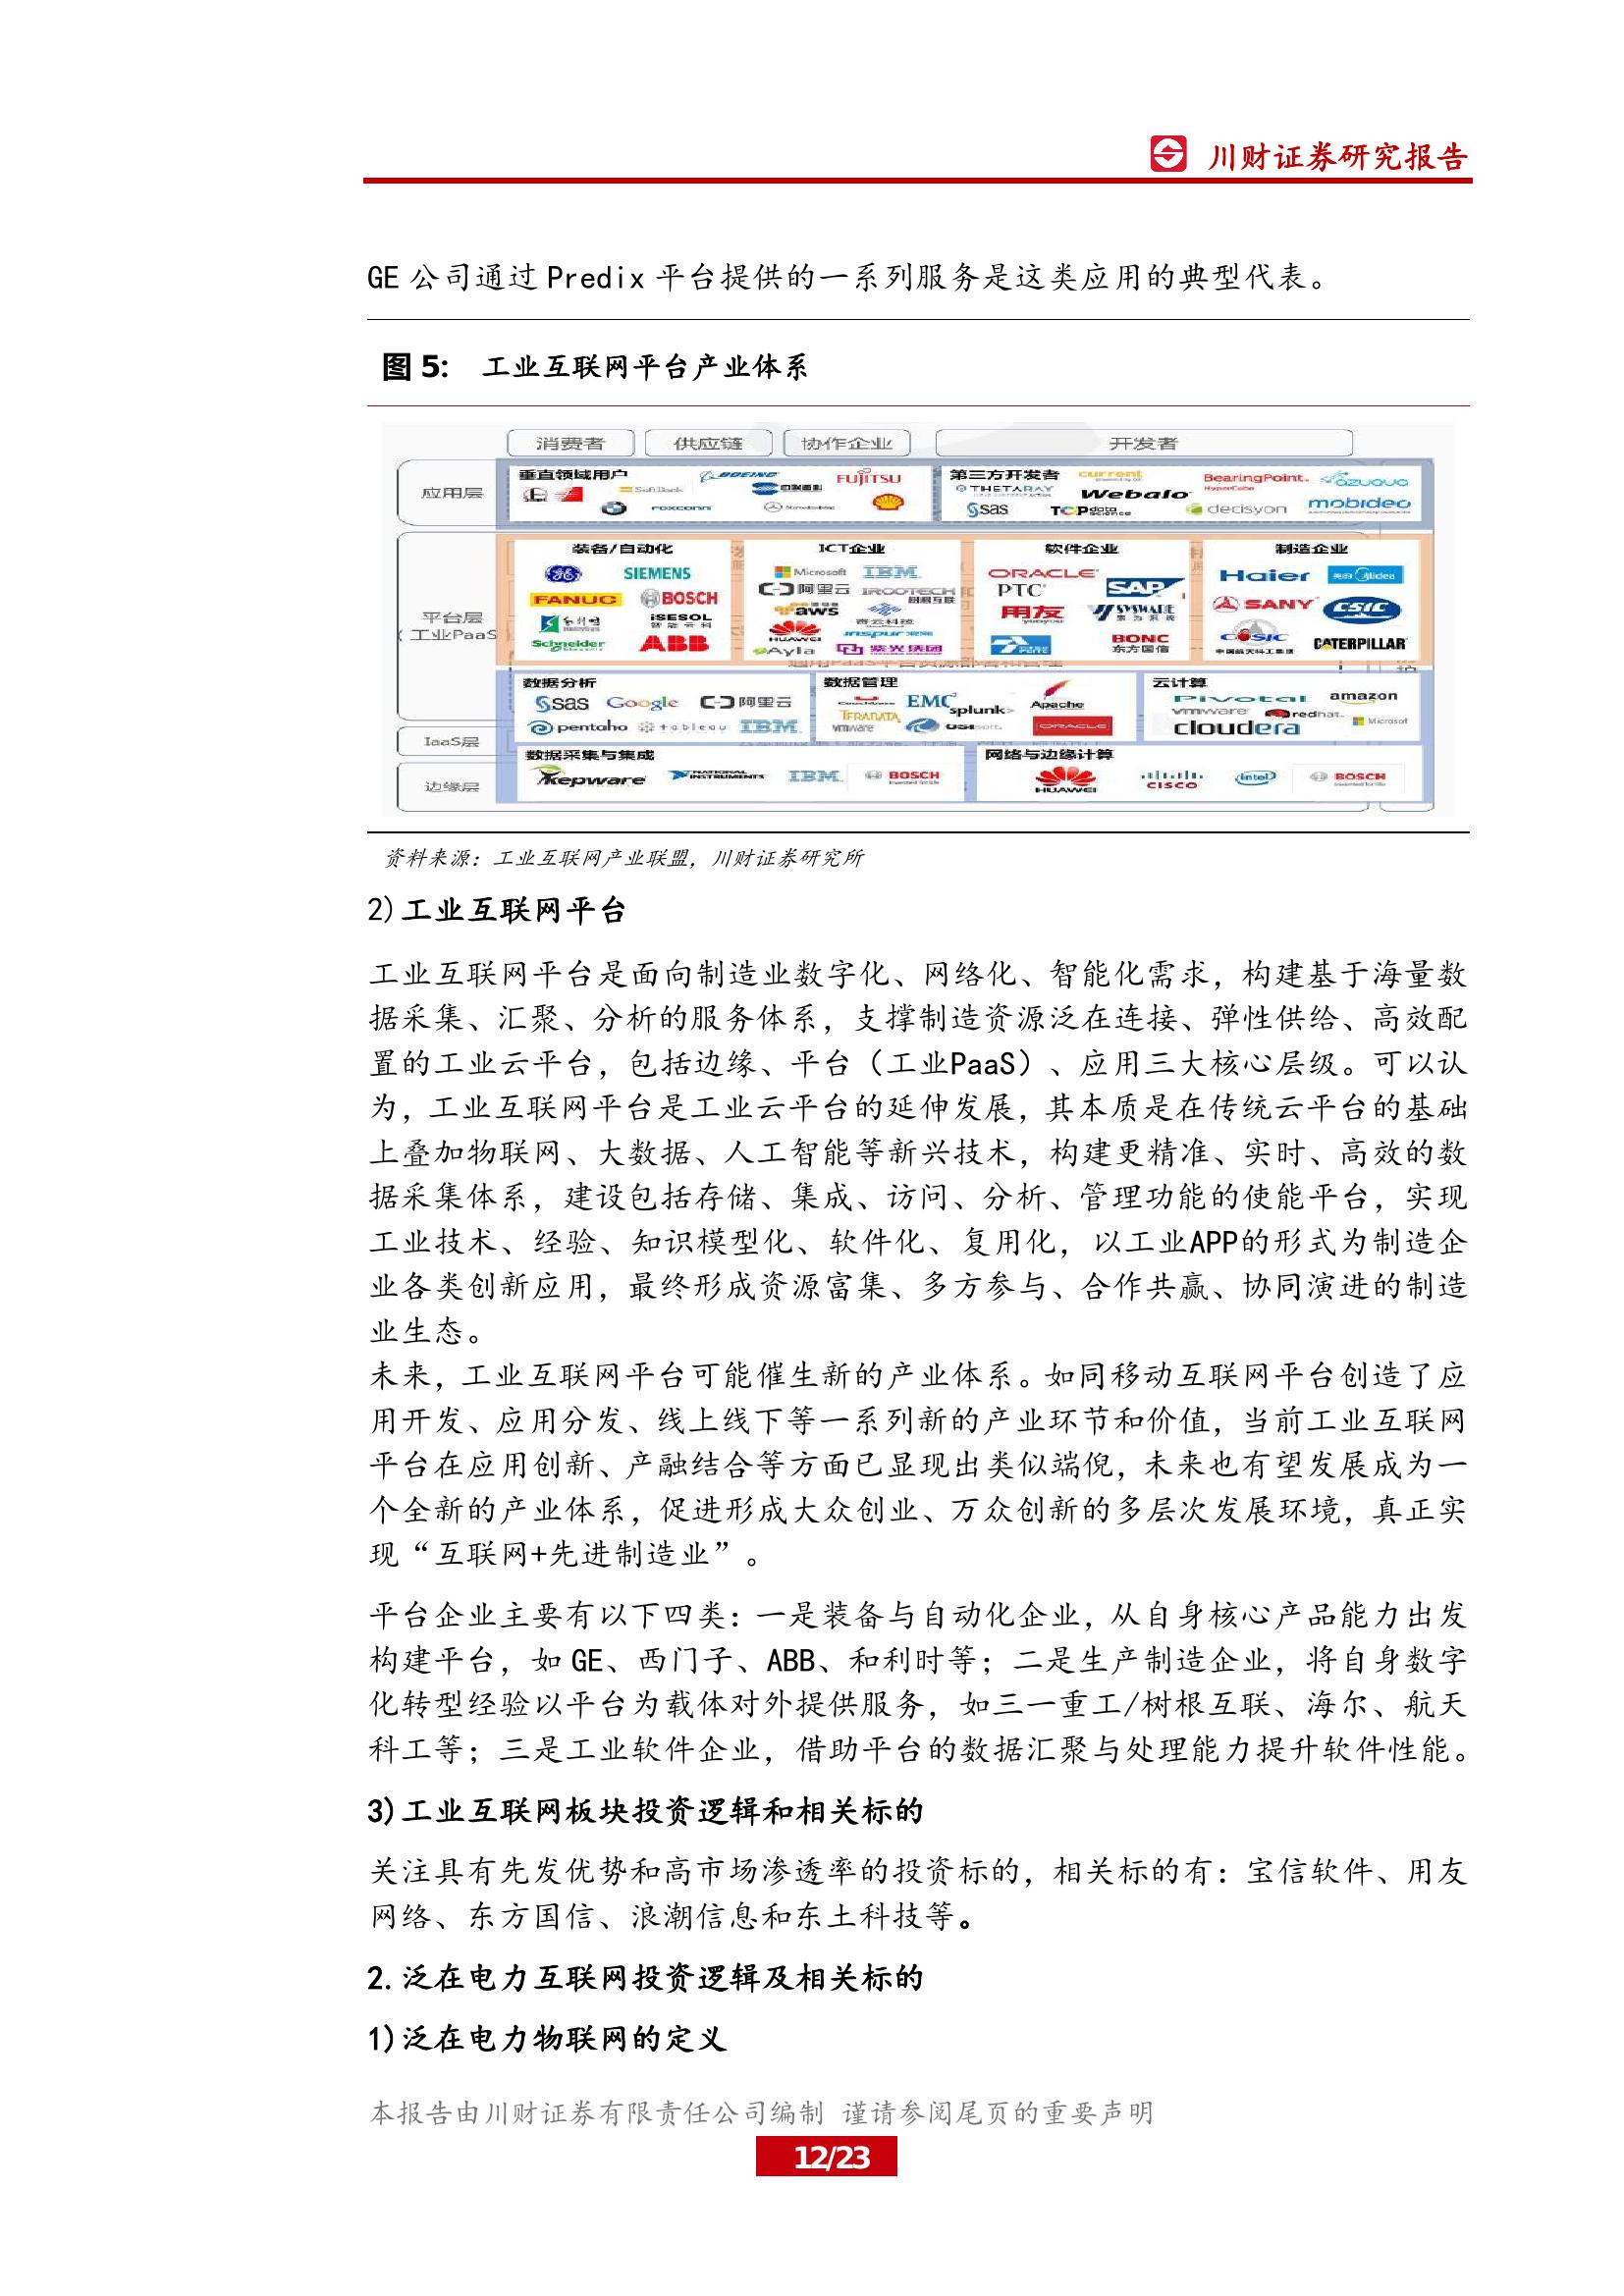 川财证券研究报告
GE 公司通过 Predix 平台提供的一系列服务是这类应用的典型代表。
图 5: 工业互联网平台产业体系
消费者 供应链 协作企业 开发者
应用层
垂直领域用户 BOEING FUJITSU
SoftBank FOXCONN Mercedes-Benz
第三方开发者 current BearingPoint. azuqua
THETARAY Webalo HyperCube
sas TOP data science decisyon mobideo
平台层
（工业PaaS
装备/自动化
GE SIEMENS
FANUC BOSCH
和利时 iSESOL
Schneider ABB
ICT企业
Microsoft IBM
阿里云 IROOTECH
aws 寄云科技
HUAWEI inspur 浪潮
Ayla 紫光集团
软件企业
ORACLE SAP
PTC
用友 SYSWARE
BONC
东方国信
制造企业
Haier 美的 Midea
SANY CSIC
CASIC CATERPILLAR
数据分析
sas Google 阿里云
pentaho tableau IBM
数据管理
Couchbase EMC splunk> Apache
TERADATA vmware OSIsoft. ORACLE
云计算
Pivotal amazon
vmware redhat. Microsoft
cloudera
IaaS层
边缘层
数据采集与集成
kepware NATIONAL INSTRUMENTS IBM BOSCH
网络与边缘计算
HUAWEI CISCO intel BOSCH
资料来源：工业互联网产业联盟，川财证券研究所
2)工业互联网平台
工业互联网平台是面向制造业数字化、网络化、智能化需求，构建基于海量数
据采集、汇聚、分析的服务体系，支撑制造资源泛在连接、弹性供给、高效配
置的工业云平台，包括边缘、平台（工业PaaS）、应用三大核心层级。可以认
为，工业互联网平台是工业云平台的延伸发展，其本质是在传统云平台的基础
上叠加物联网、大数据、人工智能等新兴技术，构建更精准、实时、高效的数
据采集体系，建设包括存储、集成、访问、分析、管理功能的使能平台，实现
工业技术、经验、知识模型化、软件化、复用化，以工业APP的形式为制造企
业各类创新应用，最终形成资源富集、多方参与、合作共赢、协同演进的制造
业生态。
未来，工业互联网平台可能催生新的产业体系。如同移动互联网平台创造了应
用开发、应用分发、线上线下等一系列新的产业环节和价值，当前工业互联网
平台在应用创新、产融结合等方面已显现出类似端倪，未来也有望发展成为一
个全新的产业体系，促进形成大众创业、万众创新的多层次发展环境，真正实
现“互联网+先进制造业”。
平台企业主要有以下四类：一是装备与自动化企业，从自身核心产品能力出发
构建平台，如 GE、西门子、ABB、和利时等；二是生产制造企业，将自身数字
化转型经验以平台为载体对外提供服务，如三一重工/树根互联、海尔、航天
科工等；三是工业软件企业，借助平台的数据汇聚与处理能力提升软件性能。
3)工业互联网板块投资逻辑和相关标的
关注具有先发优势和高市场渗透率的投资标的，相关标的有：宝信软件、用友
网络、东方国信、浪潮信息和东土科技等。
2.泛在电力互联网投资逻辑及相关标的
1)泛在电力物联网的定义
本报告由川财证券有限责任公司编制 谨请参阅尾页的重要声明
12/23